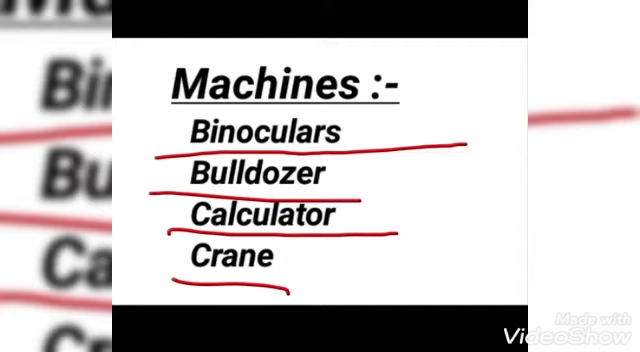 Machines :-
Binoculars
Bulldozer
Calculator
Crane
Made with
VideoShow